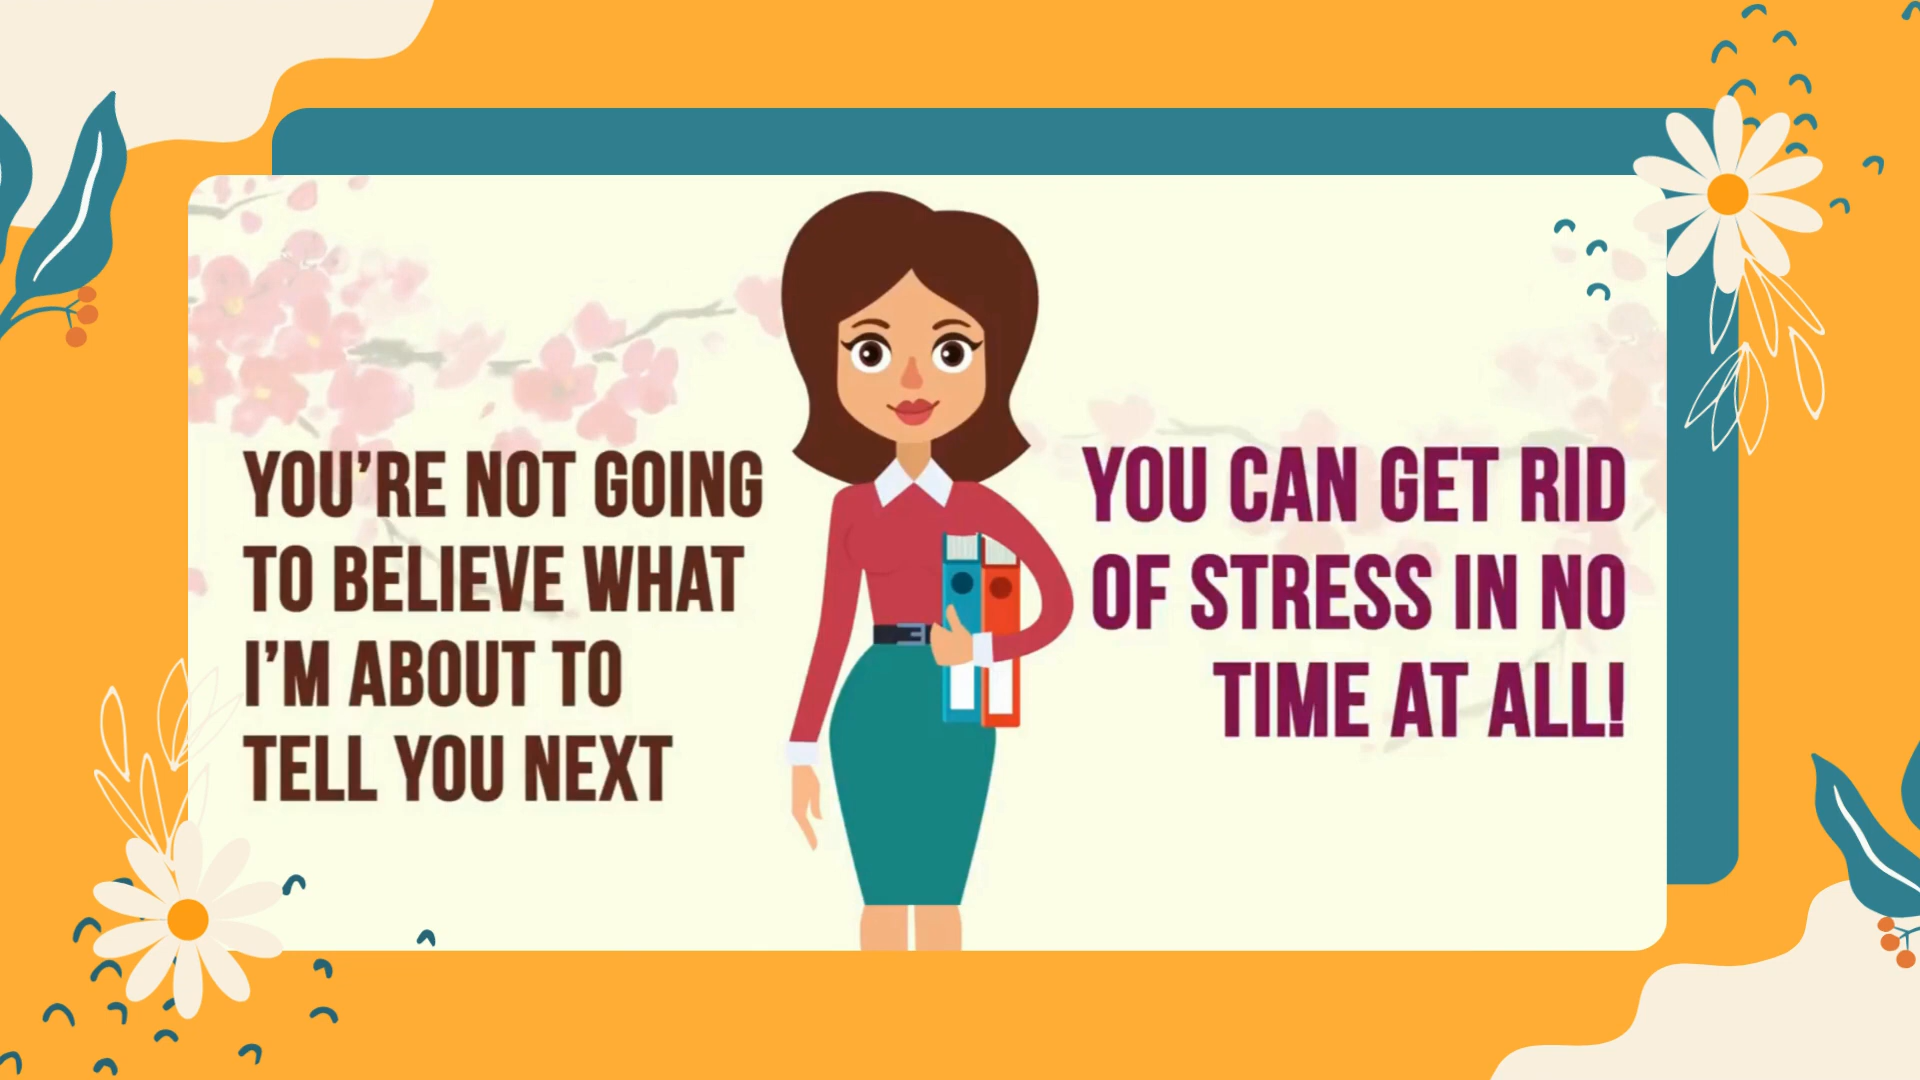 YOU'RE NOT GOING
TO BELIEVE WHAT
I'M ABOUT TO
TELL YOU NEXT
YOU CAN GET RID
OF STRESS IN NO
TIME AT ALL!